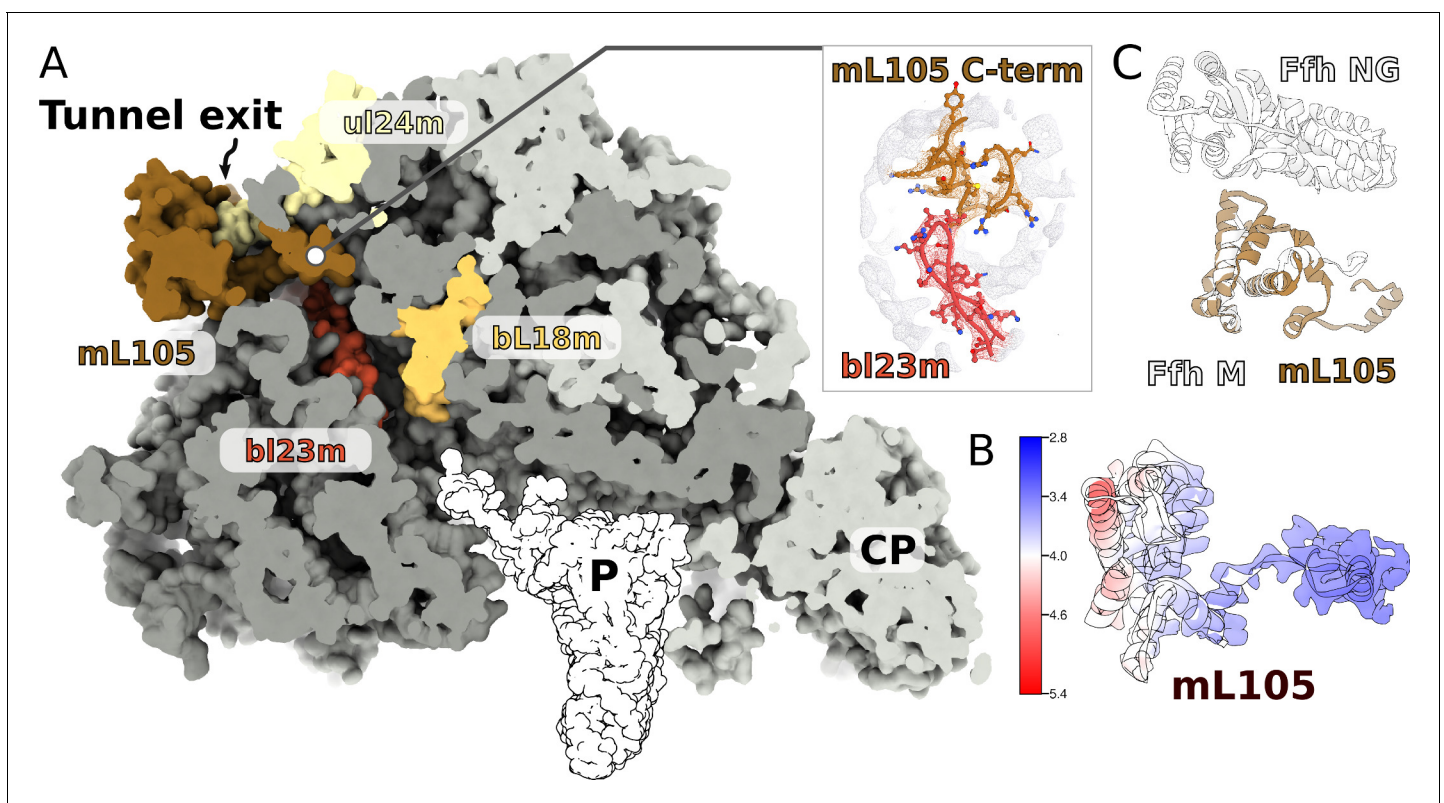 A
Tunnel exit
ul24m
mL105
bl23m
bL18m
P
CP
mL105 C-term
bl23m
C
Ffh NG
Ffh M
mL105
B
2.8
3.4
4.0
4.6
5.4
mL105